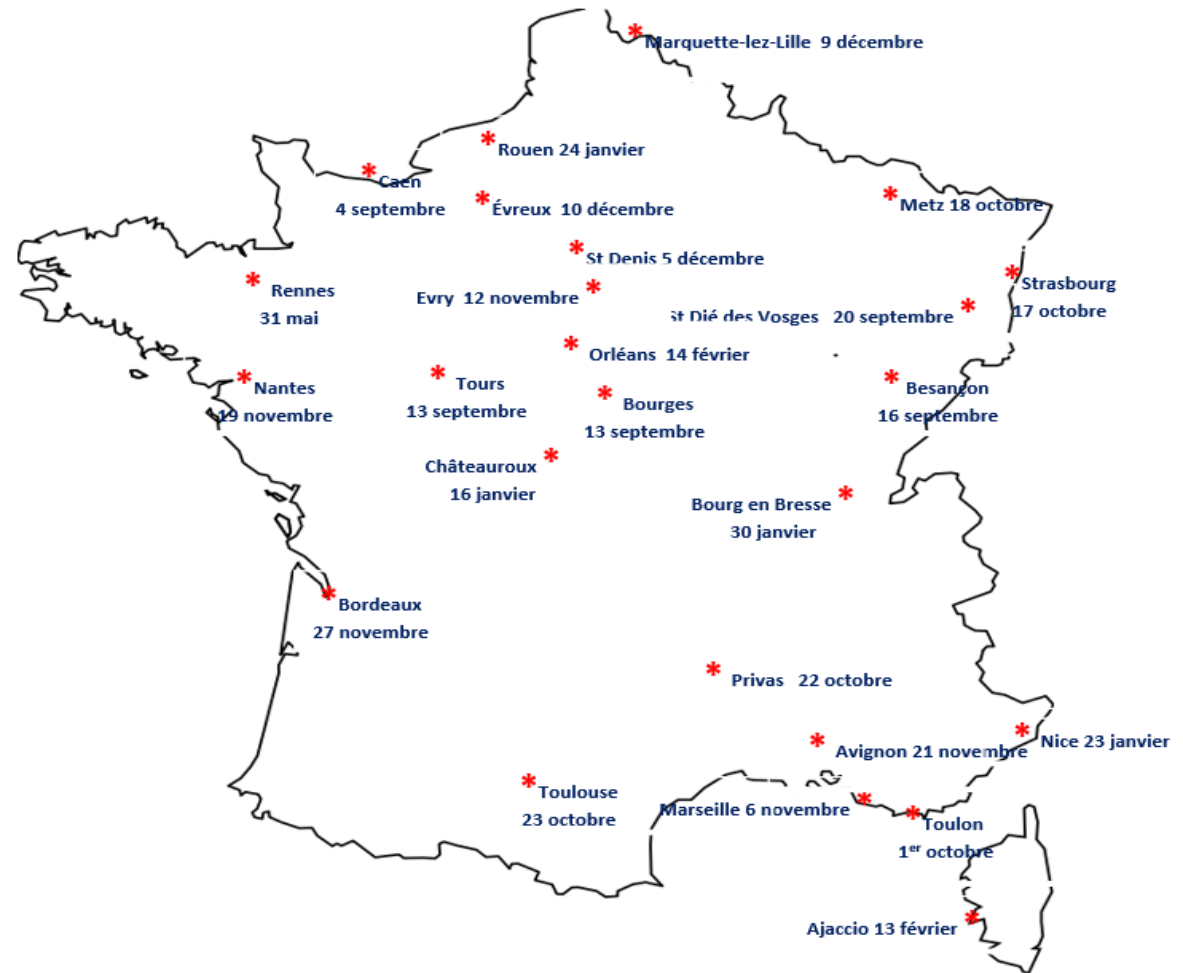 Marquette-lez-Lille 9 décembre
Rouen 24 janvier
Caen
4 septembre
Évreux 10 décembre
Metz 18 octobre
St Denis 5 décembre
Strasbourg
17 octobre
Rennes
31 mai
Evry 12 novembre
St Dié des Vosges 20 septembre
Orléans 14 février
Nantes
19 novembre
Tours
13 septembre
Bourges
13 septembre
Besançon
16 septembre
Châteauroux
16 janvier
Bourg en Bresse
30 janvier
Bordeaux
27 novembre
Privas 22 octobre
Avignon 21 novembre
Nice 23 janvier
Toulouse
23 octobre
Marseille 6 novembre
Toulon
1er octobre
Ajaccio 13 février